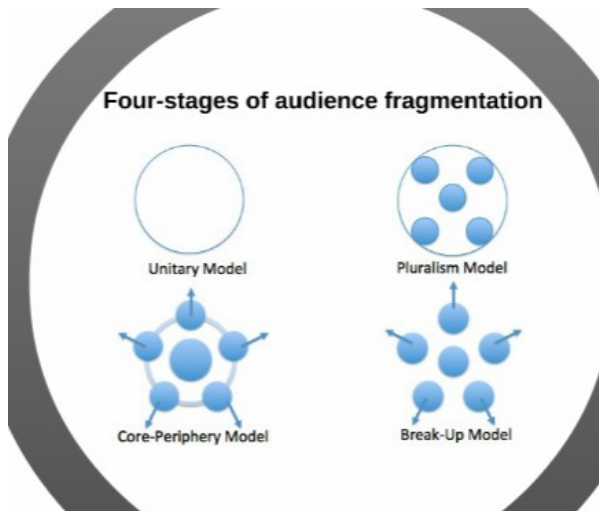 Four-stages of audience fragmentation
Unitary Model
Pluralism Model
Core-Periphery Model
Break-Up Model